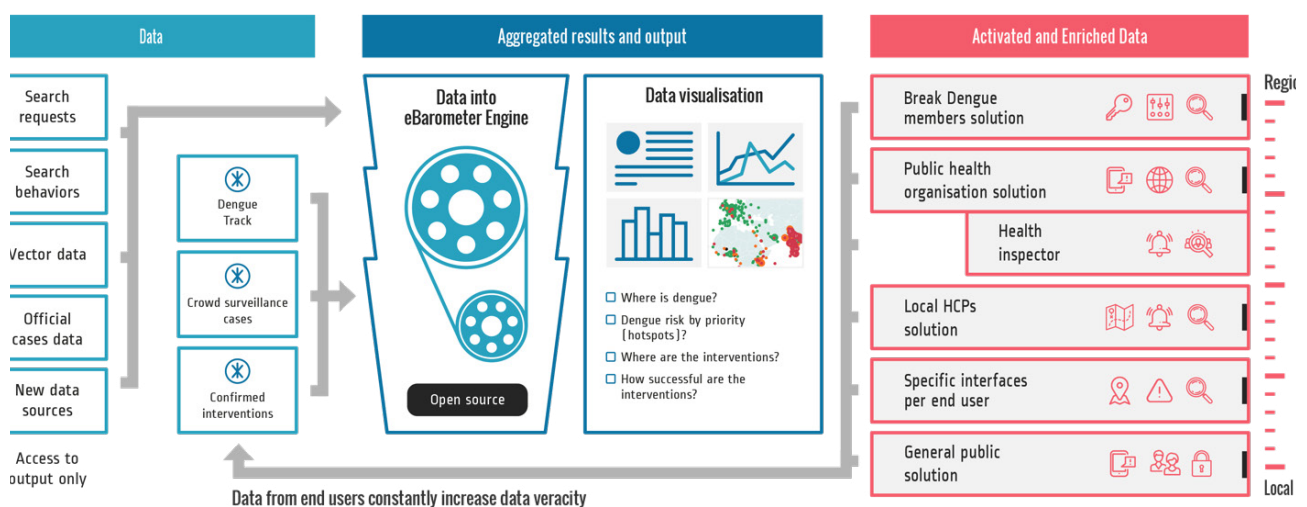 Data
Search
requests
Search
behaviors
Vector data
Official
cases data
New data
sources
Access to
output only
Dengue
Track
Crowd surveillance
cases
Confirmed
interventions
Aggregated results and output
Data into
eBarometer Engine
Open source
Data visualisation
Where is dengue?
Dengue risk by priority
[hotspots]?
Where are the interventions?
How successful are the
interventions?
Activated and Enriched Data
Break Dengue
members solution
Public health
organisation solution
Health
inspector
Local HCPs
solution
Specific interfaces
per end user
General public
solution
Regio
Local
Data from end users constantly increase data veracity